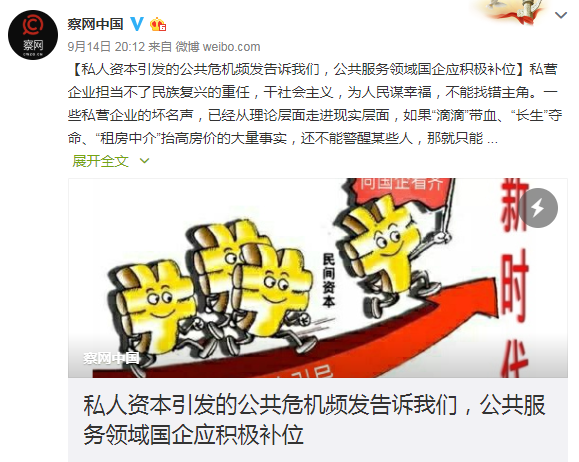 察网
察网中国
9月14日 20:12 来自 微博 weibo.com
【私人资本引发的公共危机频发告诉我们，公共服务领域国企应积极补位】私营
企业担当不了民族复兴的重任，干社会主义，为人民谋幸福，不能找错主角。一
些私营企业的坏名声，已经从理论层面走进现实层面，如果“滴滴”带血、“长生”夺
命、“租房中介”抬高房价的大量事实，还不能警醒某些人，那就只能 ...
展开全文
向国企看齐
民间资本
新时代
察网中国
私人资本引发的公共危机频发告诉我们，公共服
务领域国企应积极补位